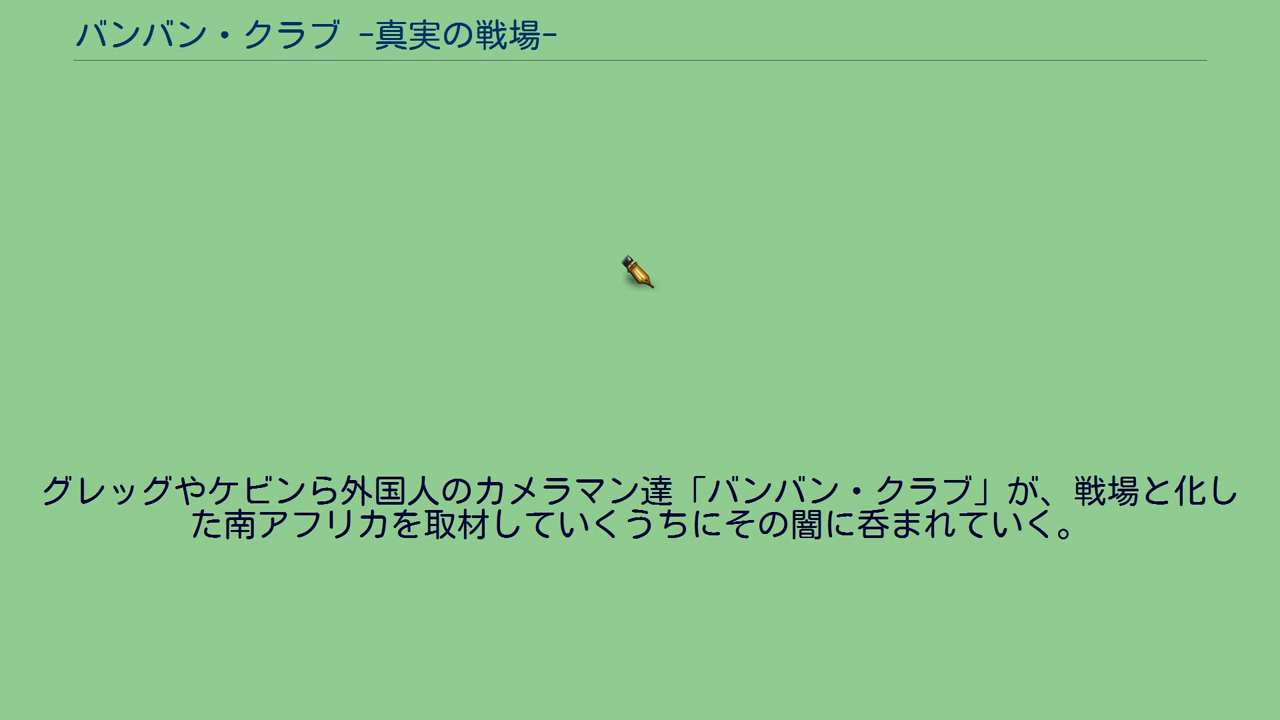 バンバン・クラブ -真実の戦場-
グレッグやケビンら外国人のカメラマン達「バンバン・クラブ」が、戦場と化し
た南アフリカを取材していくうちにその闇に呑まれていく。